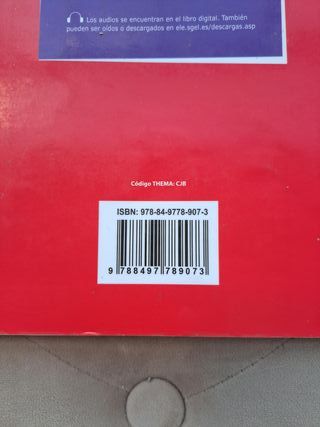 Los audios se encuentran en el libro digital. También
pueden ser oídos o descargados en ele.sgel.es/descargas.asp
Código THEMA: CJB
ISBN: 978-84-9778-907-3
9 788497 789073